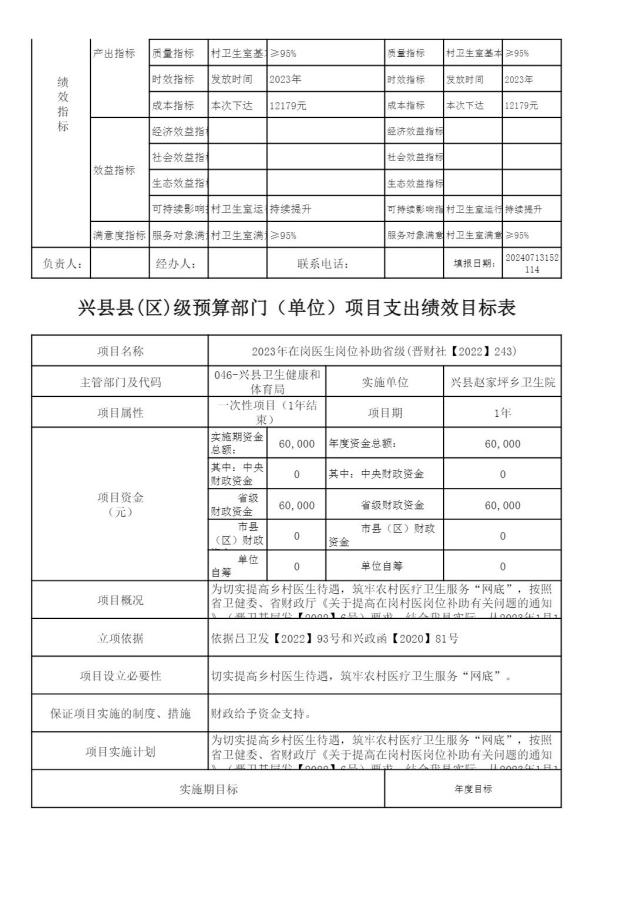 绩效指标
产出指标 质量指标 村卫生室基 ≥95% 质量指标 村卫生室基本 ≥95%
时效指标 发放时间 2023年 时效指标 发放时间 2023年
成本指标 本次下达 12179元 成本指标 本次下达 12179元
效益指标
经济效益指 经济效益指标
社会效益指 社会效益指标
生态效益指 生态效益指标
可持续影响 村卫生室运 持续提升 可持续影响指 村卫生室运行 持续提升
满意度指标 服务对象满 村卫生室满 ≥95% 服务对象满意 村卫生室满意 ≥95%
负责人： 经办人： 联系电话： 填报日期： 20240713152
114
兴县县(区)级预算部门（单位）项目支出绩效目标表
项目名称 2023年在岗医生岗位补助省级(晋财社【2022】243)
主管部门及代码 046-兴县卫生健康和
体育局 实施单位 兴县赵家坪乡卫生院
项目属性 一次性项目（1年结
束） 项目期 1年
项目资金
（元）
实施期资金
总额： 60,000 年度资金总额： 60,000
其中：中央
财政资金 0 其中：中央财政资金 0
省级
财政资金 60,000 省级财政资金 60,000
市县
（区）财政 0 市县（区）财政
资金 0
单位
自筹 0 单位自筹 0
项目概况 为切实提高乡村医生待遇，筑牢农村医疗卫生服务“网底”，按照
省卫健委、省财政厅《关于提高在岗村医岗位补助有关问题的通知
立项依据 依据吕卫发【2022】93号和兴政函【2020】81号
项目设立必要性 切实提高乡村医生待遇，筑牢农村医疗卫生服务“网底”。
保证项目实施的制度、措施 财政给予资金支持。
项目实施计划 为切实提高乡村医生待遇，筑牢农村医疗卫生服务“网底”，按照
省卫健委、省财政厅《关于提高在岗村医岗位补助有关问题的通知
实施期目标 年度目标